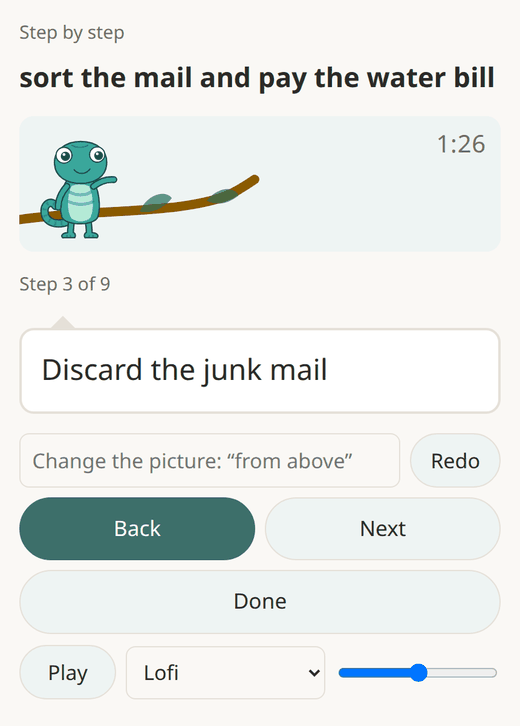 Step by step
sort the mail and pay the water bill
1:26
Step 3 of 9
Discard the junk mail
Change the picture: “from above”
Redo
Back
Next
Done
Play
Lofi